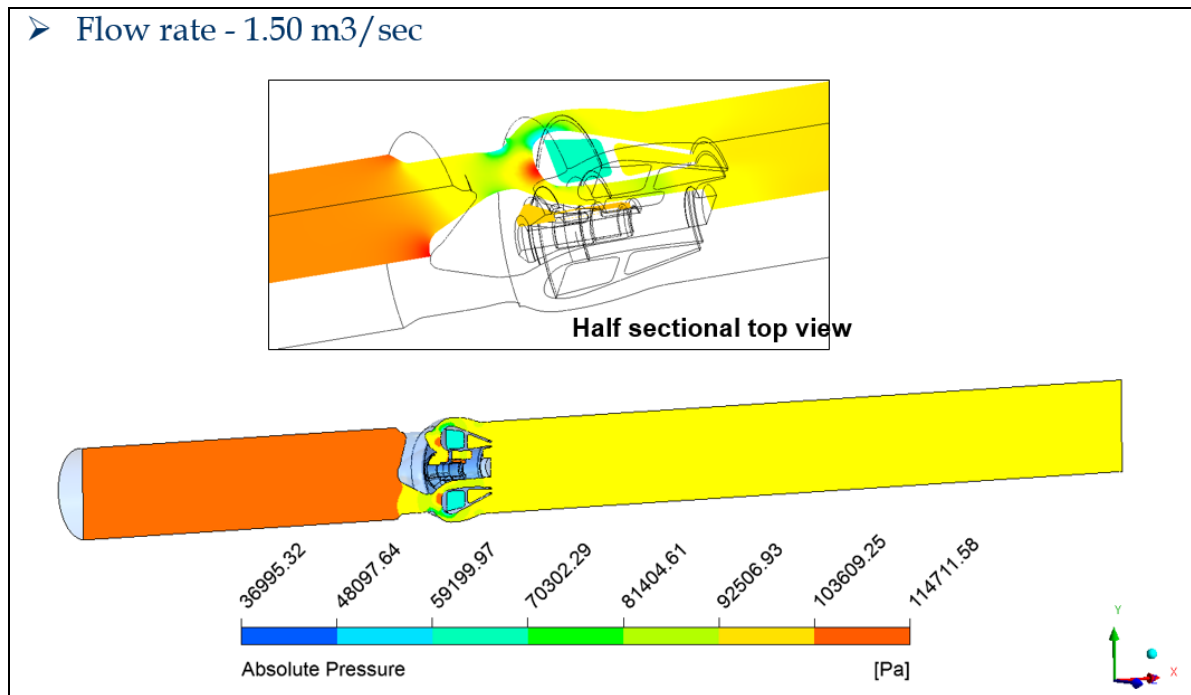 ➢ Flow rate - 1.50 m3/sec
Half sectional top view
36995.32 48097.64 59199.97 70302.29 81404.61 92506.93 103609.25 114711.58
Absolute Pressure [Pa]
Y
X